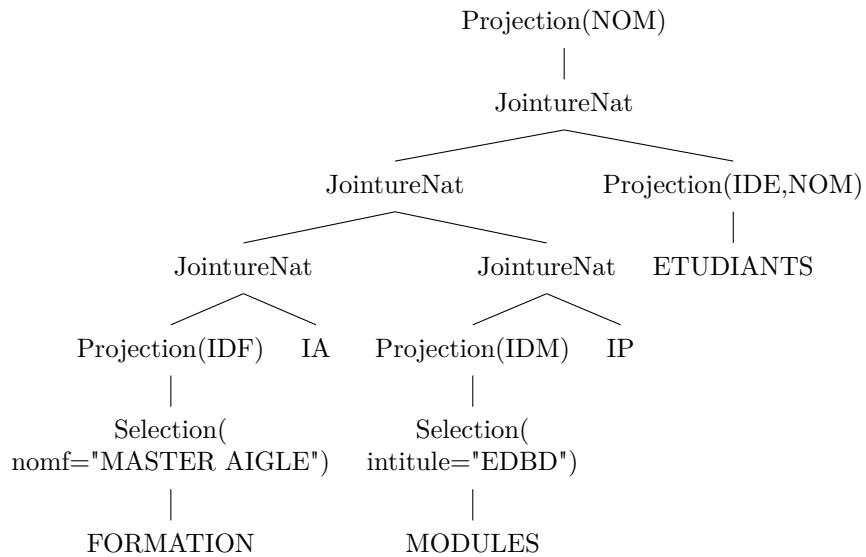 Projection(NOM)
JointureNat
JointureNat Projection(IDE,NOM)
JointureNat JointureNat ETUDIANTS
Projection(IDF) IA Projection(IDM) IP
Selection( Selection(
nomf="MASTER AIGLE") intitule="EDBD")
FORMATION MODULES